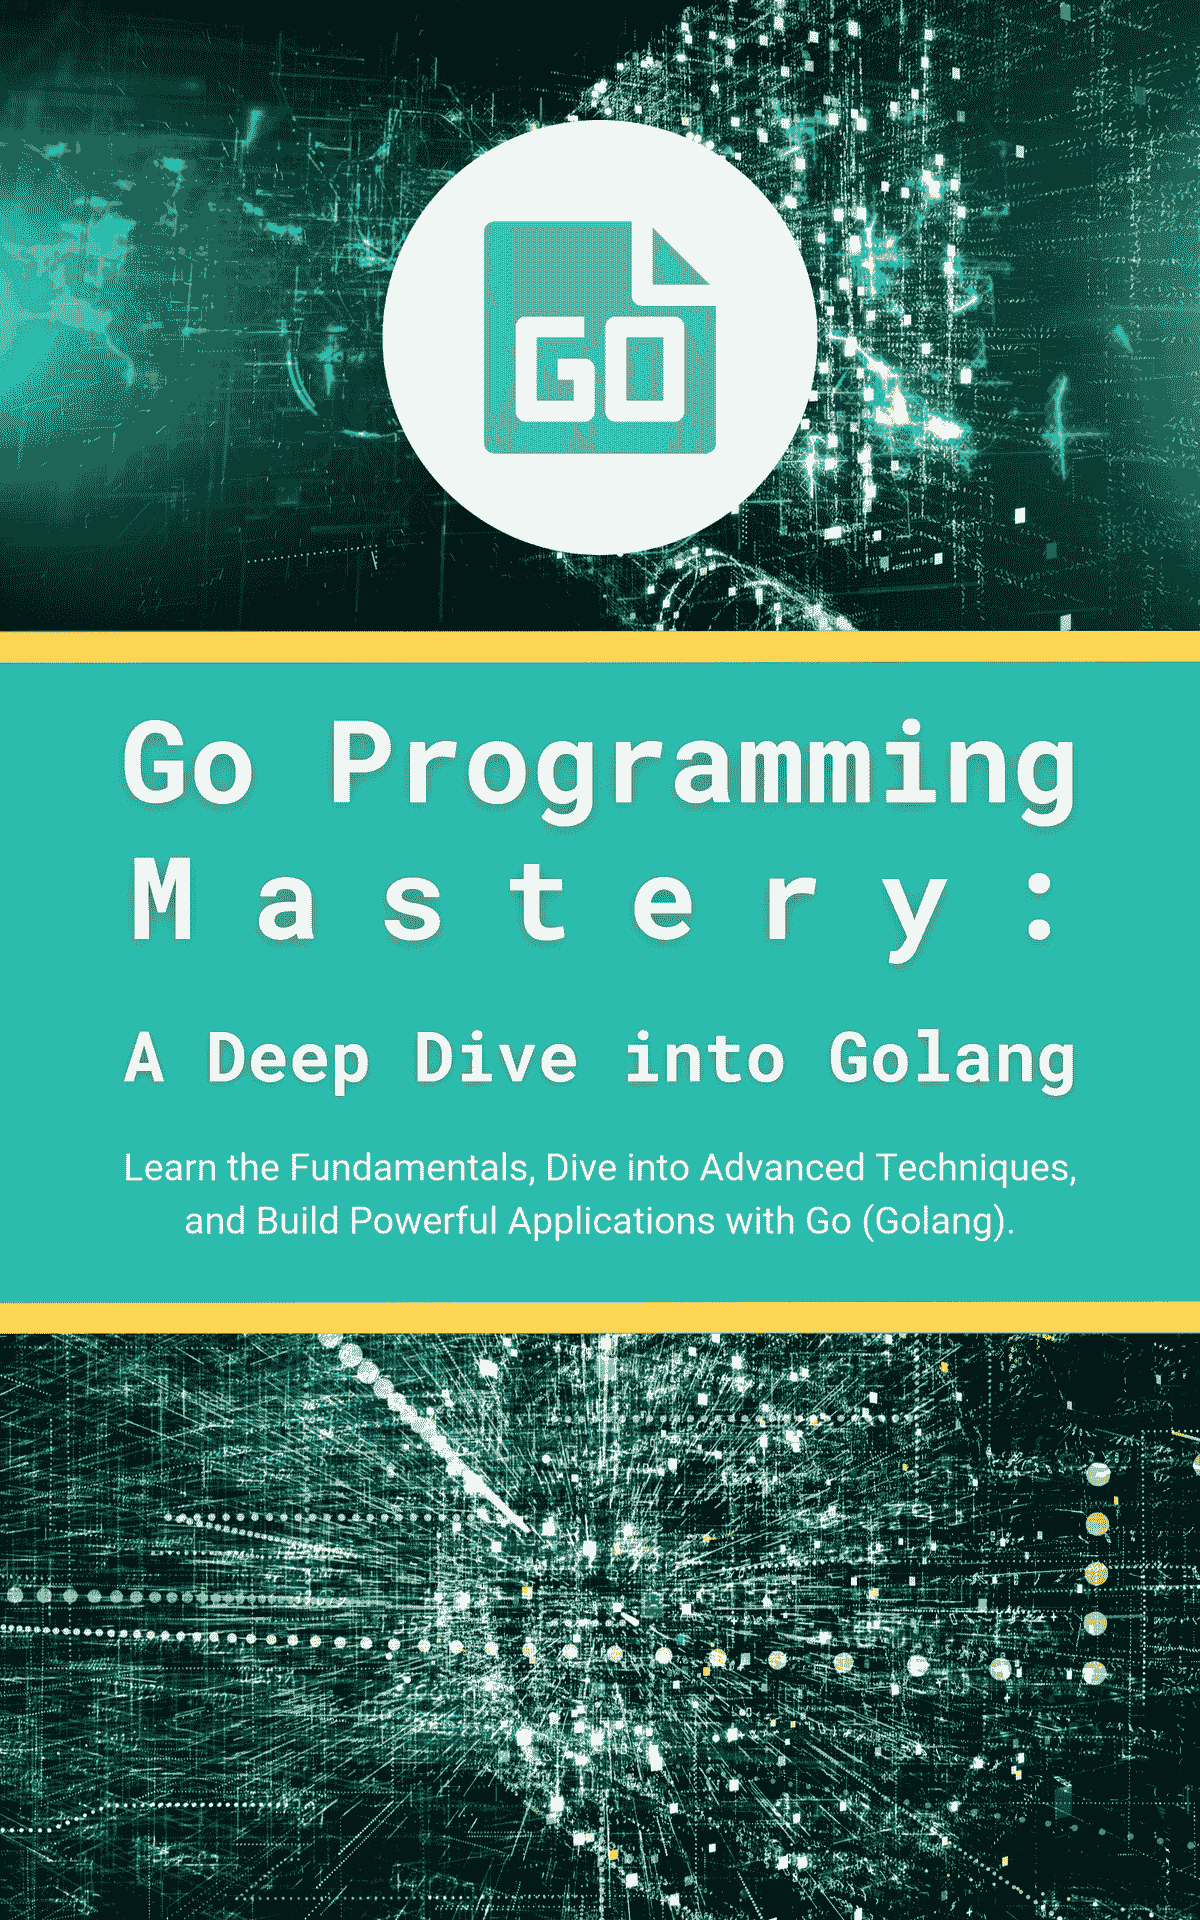 GO
Go Programming
Mastery:
A Deep Dive into Golang
Learn the Fundamentals, Dive into Advanced Techniques,
and Build Powerful Applications with Go (Golang).